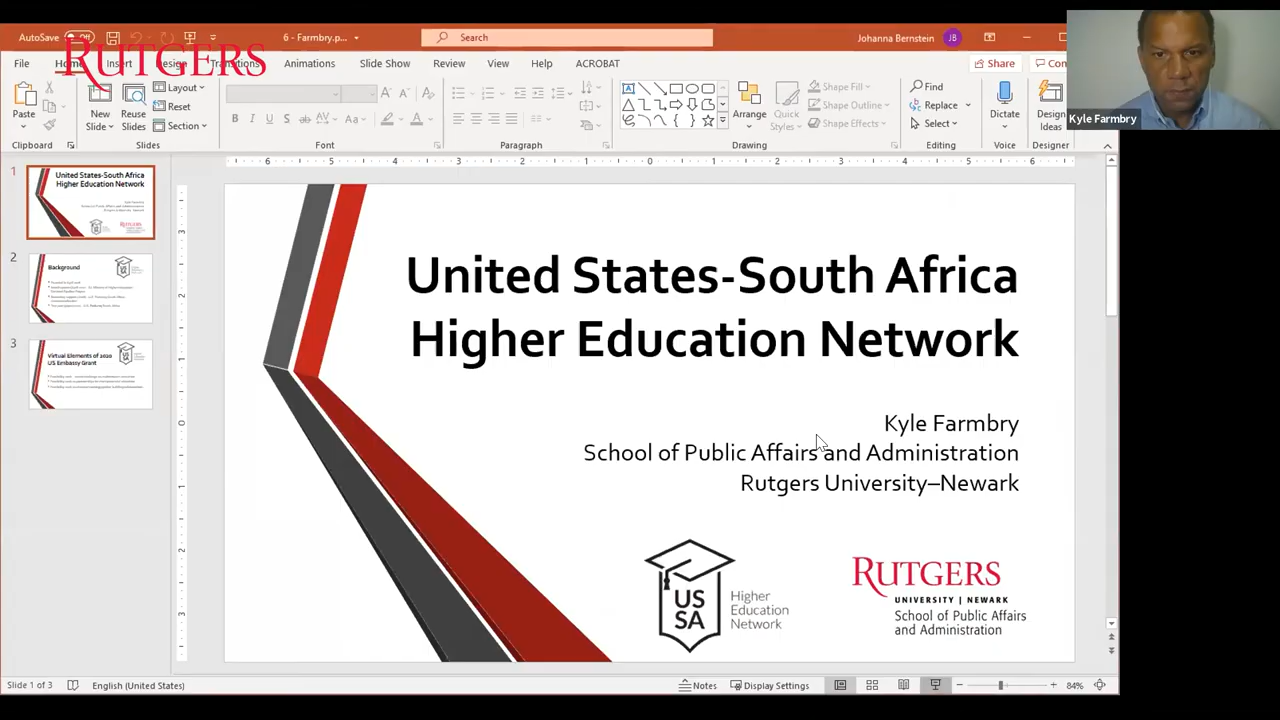 AutoSave
Off
6 - Farmbry.p...
Search
Johanna Bernstein
JB
RUTGERS
File
Home
Insert
Design
Transitions
Animations
Slide Show
Review
View
Help
ACROBAT
Share
Paste
New
Slide
Reuse
Slides
Layout
Reset
Section
Arrange
Quick
Styles
Shape Fill
Shape Outline
Shape Effects
Find
Replace
Select
Dictate
Design
Ideas
Clipboard
Slides
Font
Paragraph
Drawing
Editing
Voice
Designer
Kyle Farmbry
1
United States-South Africa
Higher Education Network
2
Background
3
Virtual Elements of 2020
US Embassy Grant
United States-South Africa
Higher Education Network
Kyle Farmbry
School of Public Affairs and Administration
Rutgers University–Newark
US
SA
Higher
Education
Network
RUTGERS
UNIVERSITY | NEWARK
School of Public Affairs
and Administration
Slide 1 of 3
English (United States)
Notes
Display Settings
84%